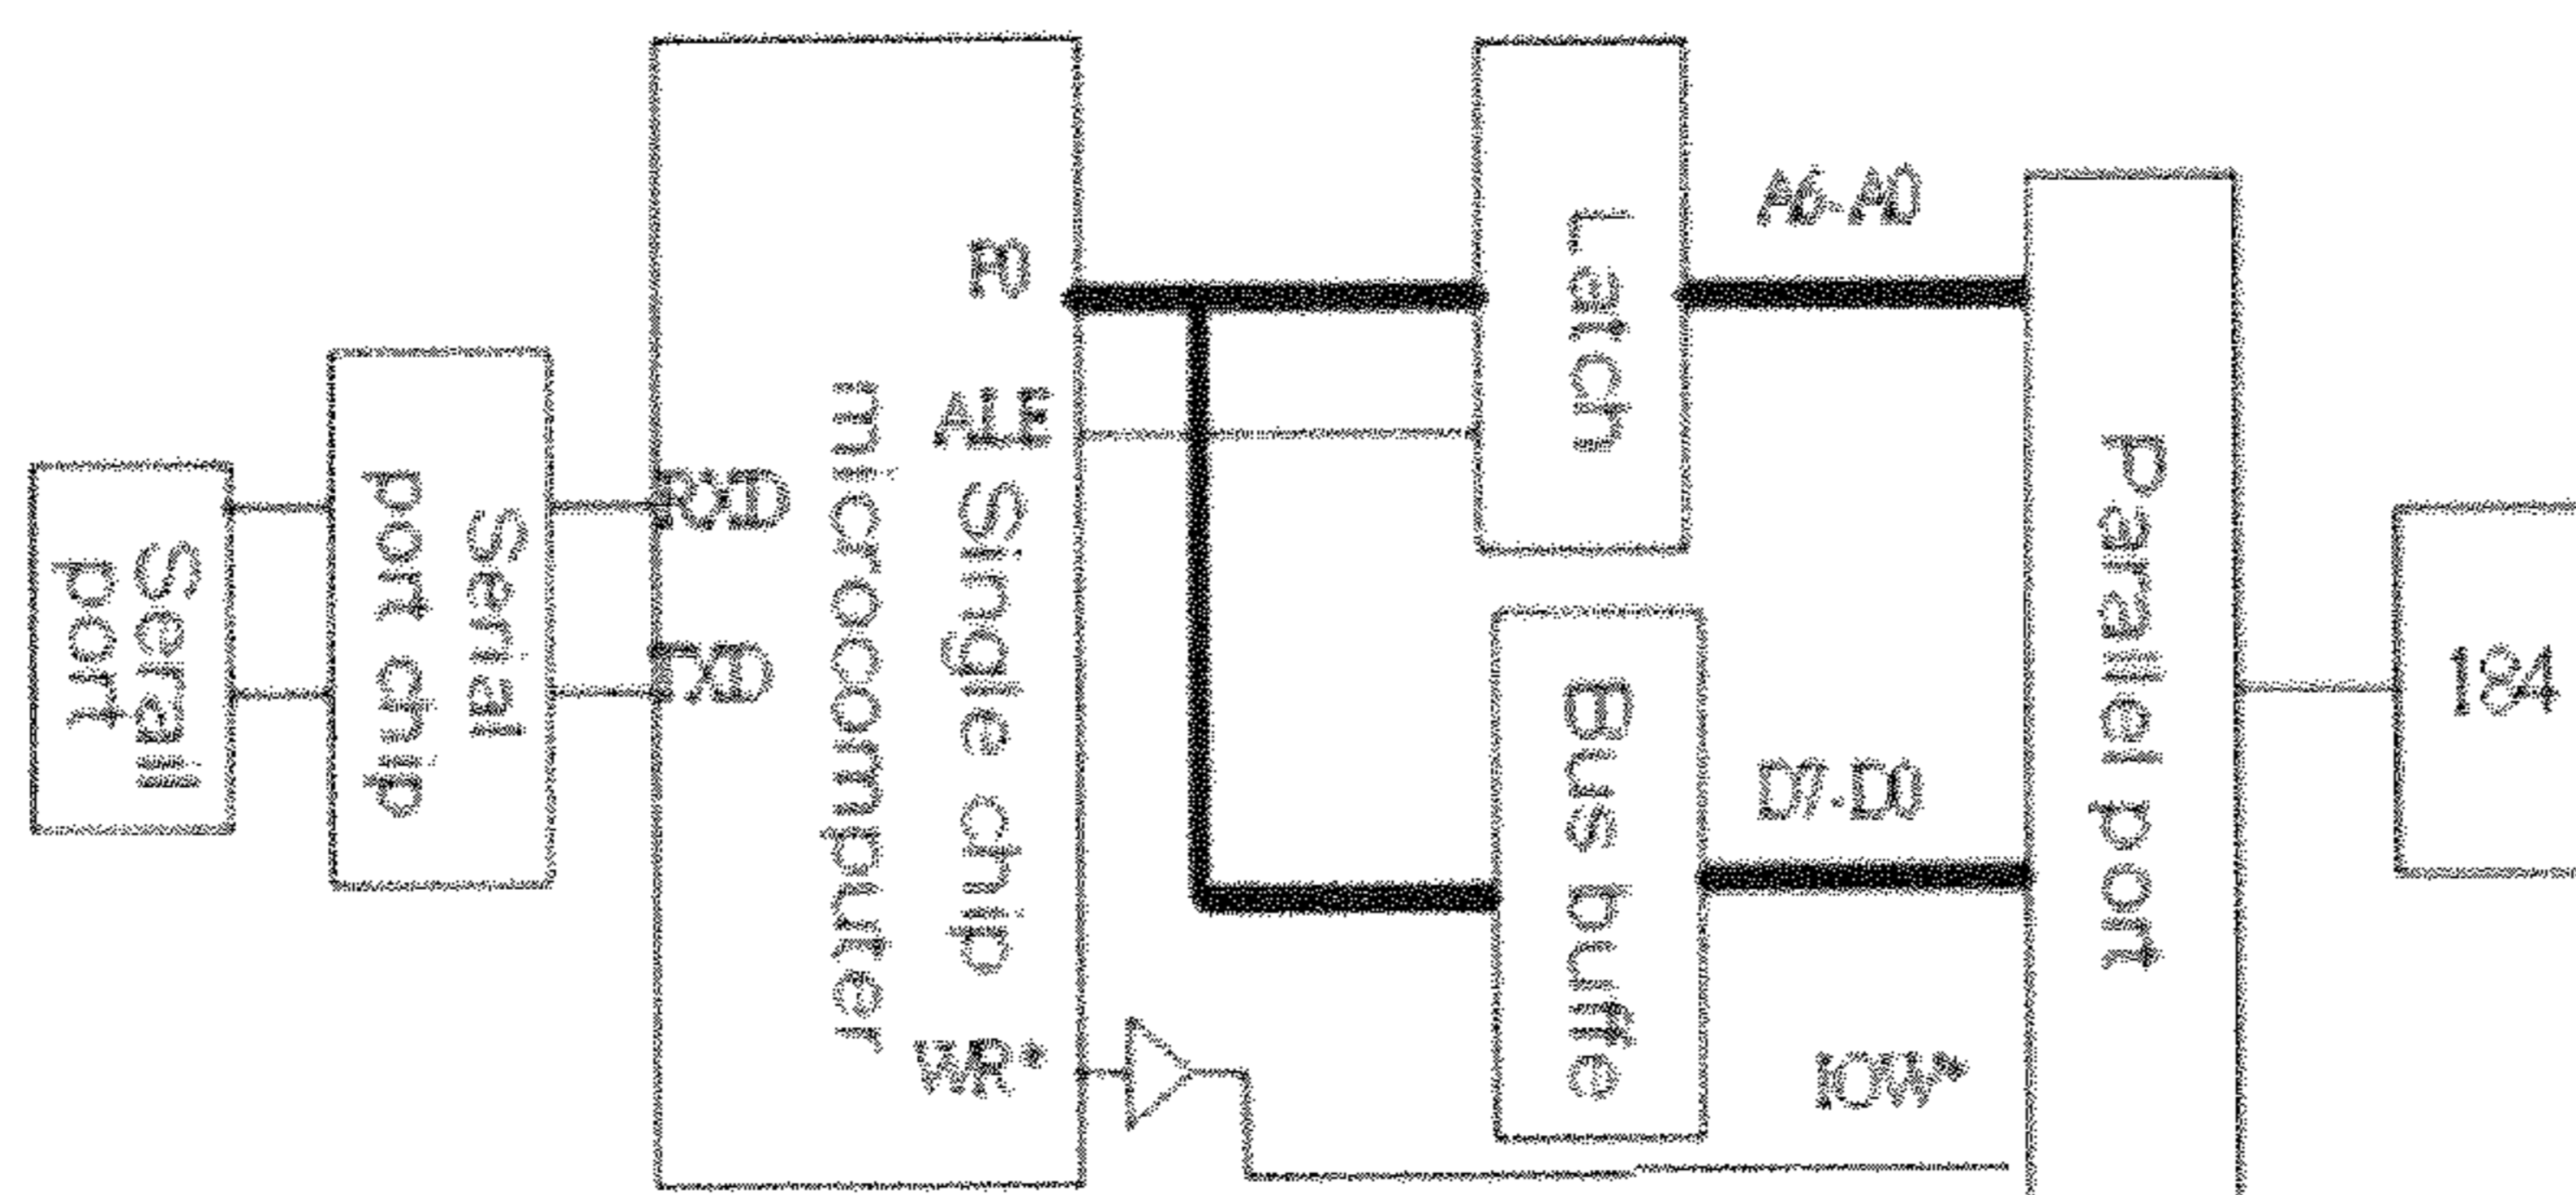 Serail
port
Serial
port chip
RXD
TXD
Single chip
microcomputer
P0
ALE
WR*
Latch
Bus buffe
A6-A0
D7-D0
IOW*
Parallel port
184